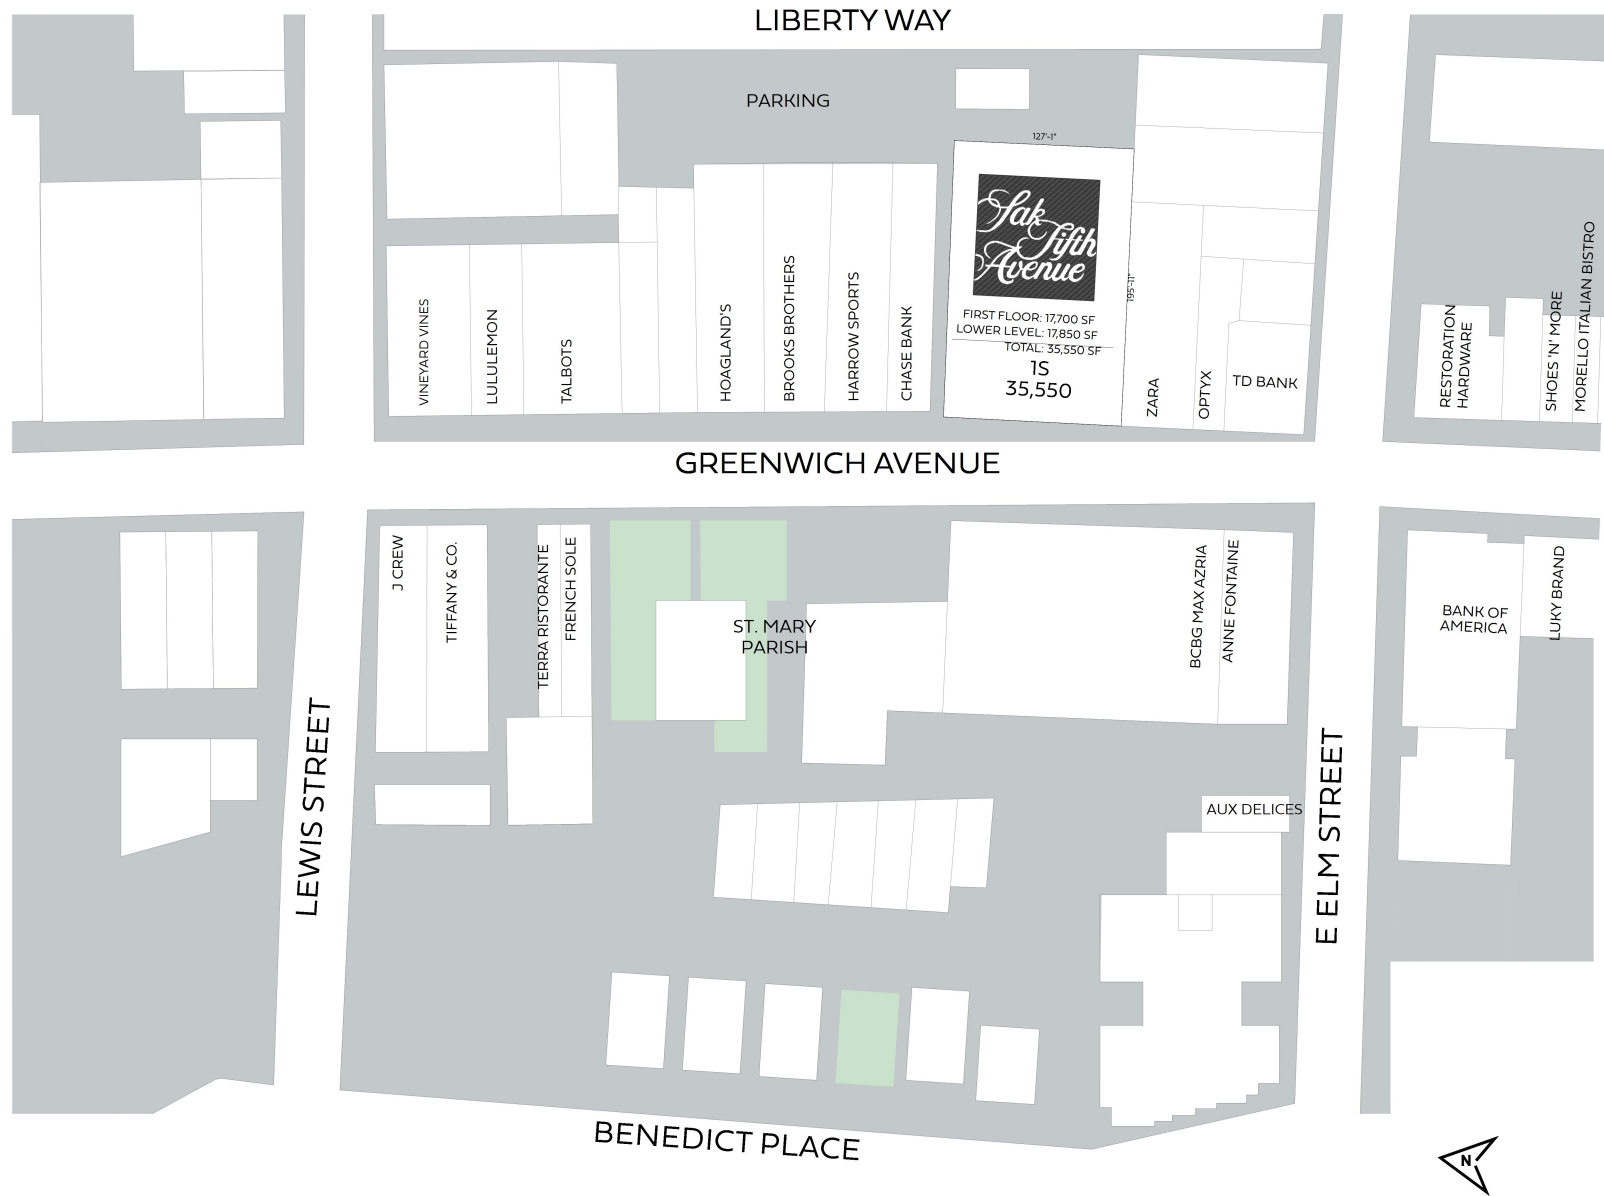 LIBERTY WAY
PARKING
127'-1"
Sak
Fifth
Avenue
195'-11"
FIRST FLOOR: 17,700 SF
LOWER LEVEL: 17,850 SF
TOTAL: 35,550 SF
1S
35,550
VINEYARD VINES
LULULEMON
TALBOTS
HOAGLAND'S
BROOKS BROTHERS
HARROW SPORTS
CHASE BANK
ZARA
OPTYX
TD BANK
RESTORATION
HARDWARE
SHOES 'N' MORE
MORELLO ITALIAN BISTRO
GREENWICH AVENUE
J CREW
TIFFANY & CO.
TERRA RISTORANTE
FRENCH SOLE
ST. MARY
PARISH
BCBG MAX AZRIA
ANNE FONTAINE
BANK OF
AMERICA
LUKY BRAND
LEWIS STREET
E ELM STREET
AUX DELICES
BENEDICT PLACE
N